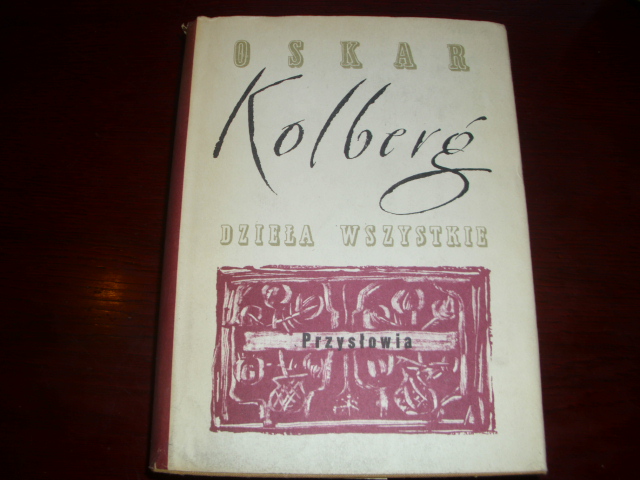 OSKAR
Kolberg
DZIEŁA WSZYSTKIE
Przysłowia